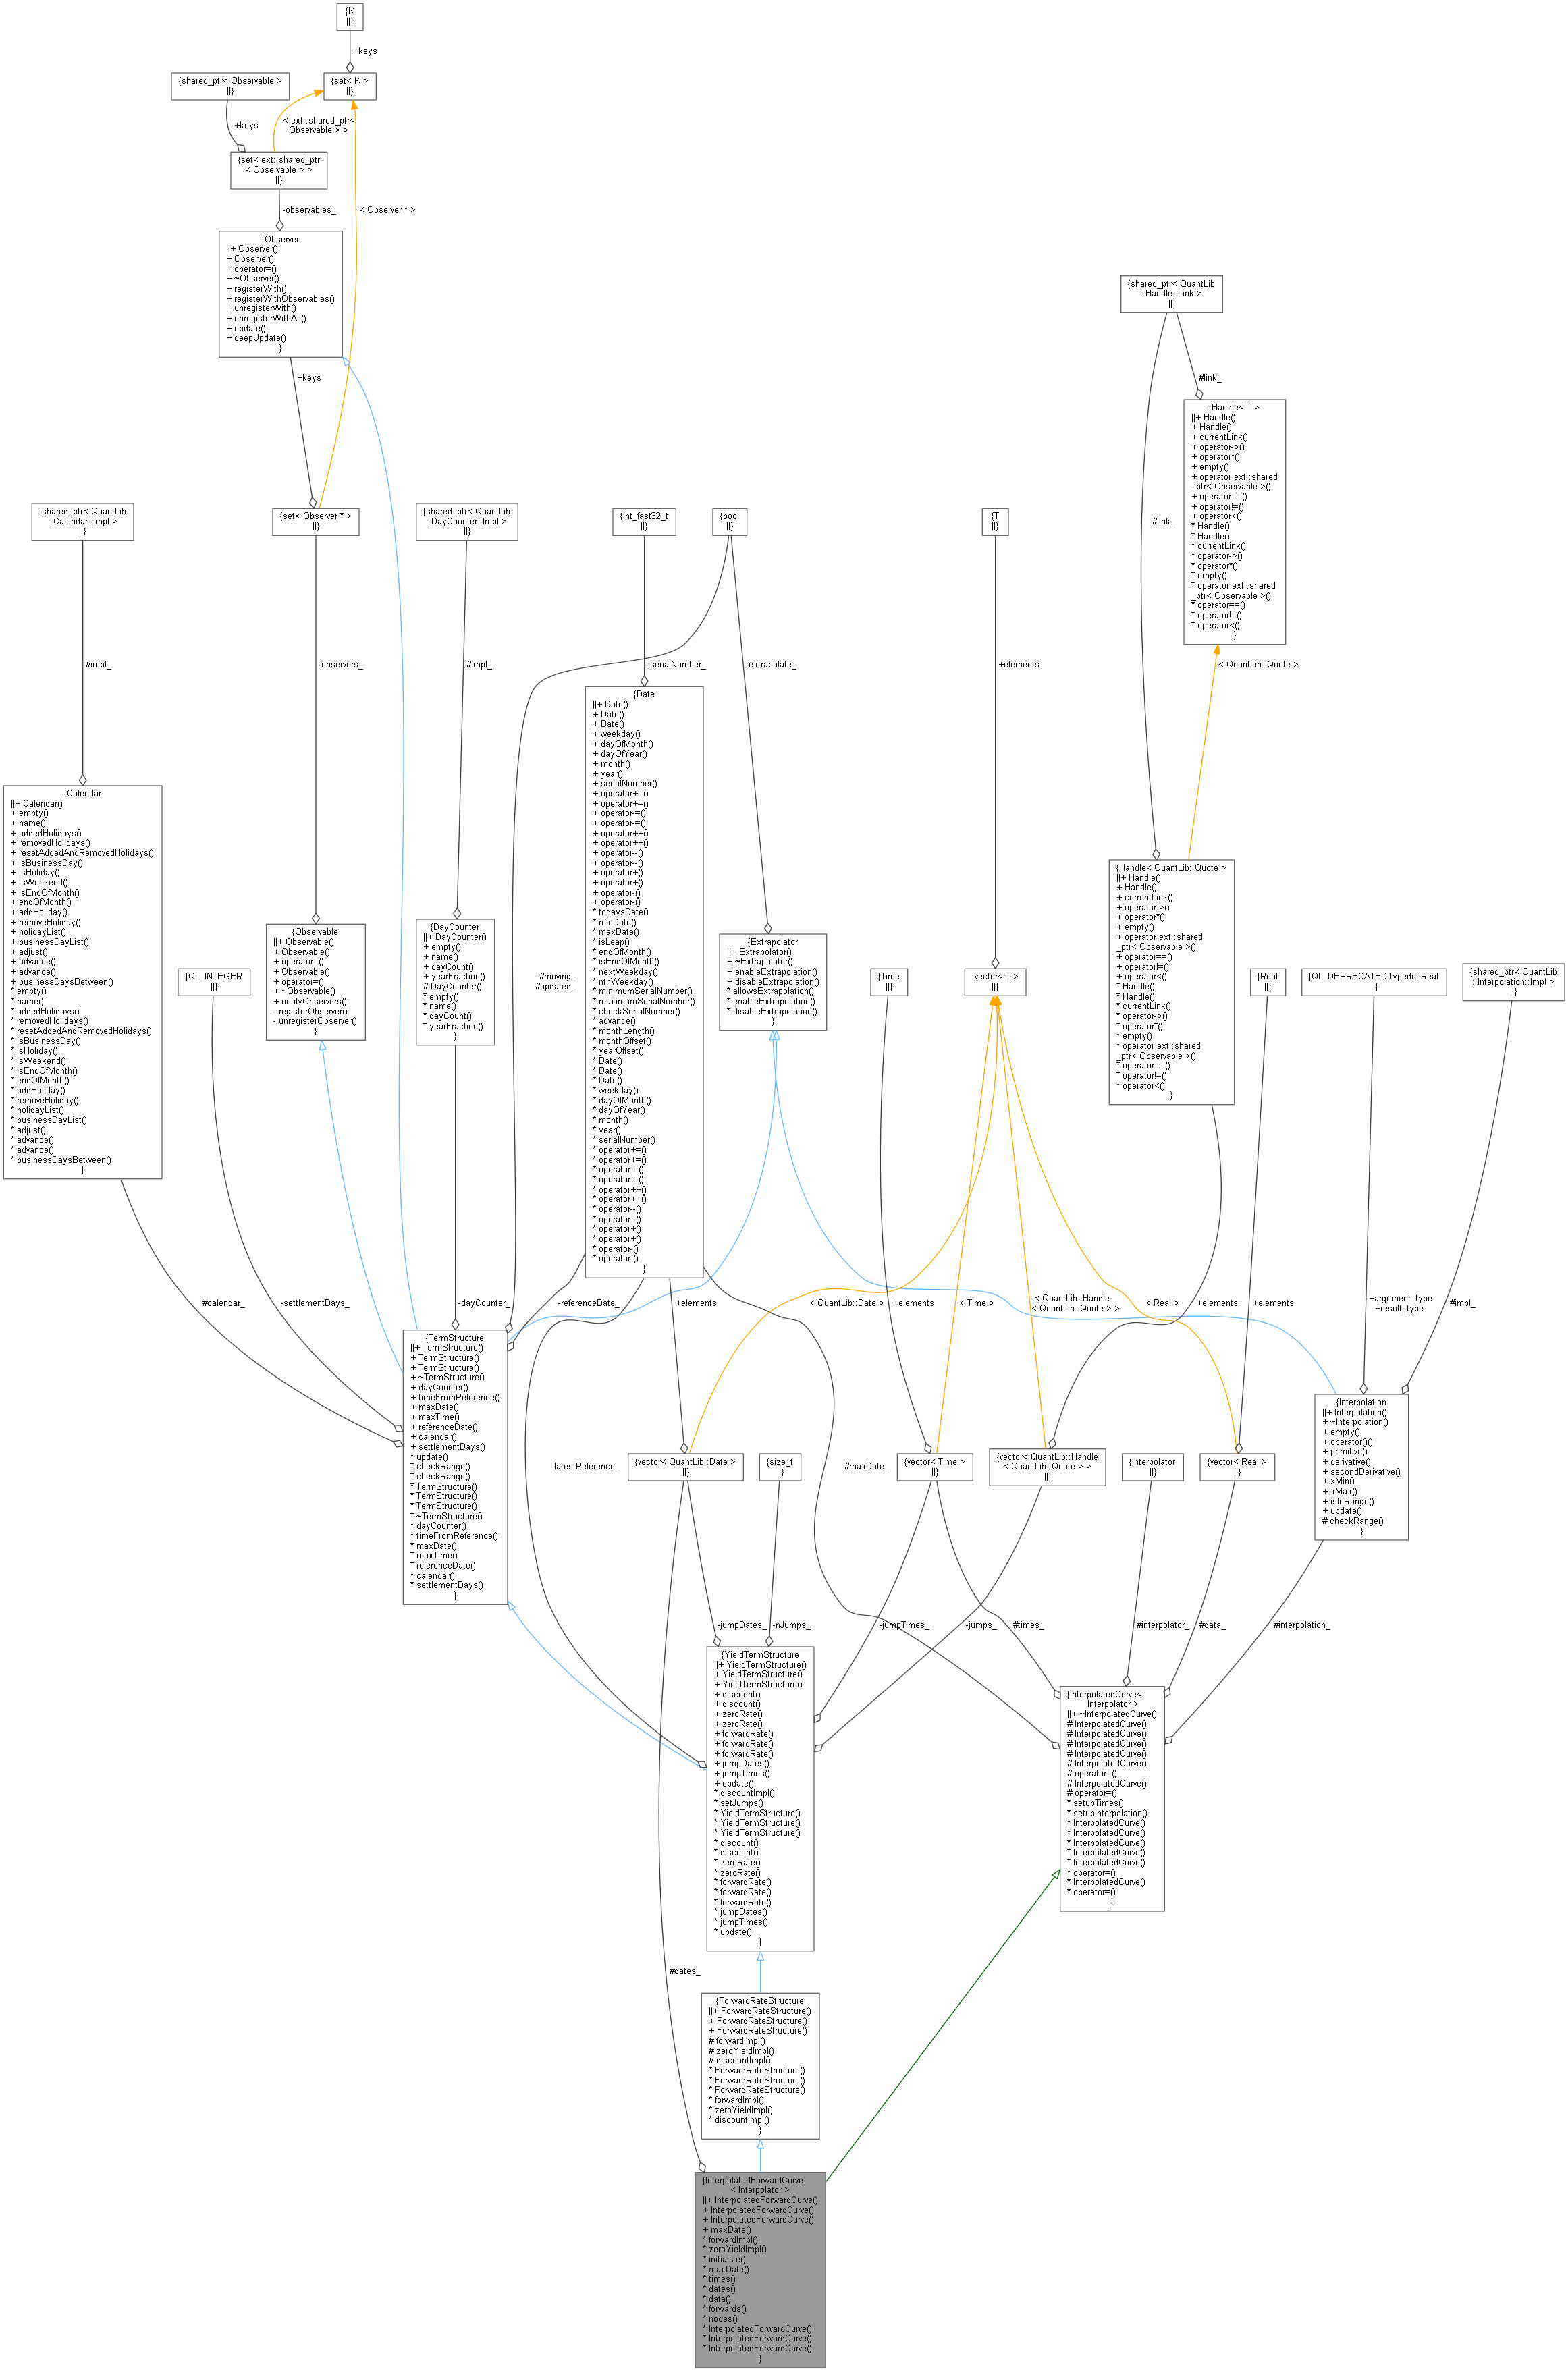 {K
||}
+keys
{shared_ptr< Observable >
||}
{set< K >
||}
+keys
< ext::shared_ptr<
Observable > >
{set< ext::shared_ptr
< Observable > >
||}
-observables_
< Observer * >
{Observer
||+ Observer()
+ Observer()
+ operator=()
+ ~Observer()
+ registerWith()
+ registerWithObservables()
+ unregisterWith()
+ unregisterWithAll()
+ update()
+ deepUpdate()
}
+keys
{shared_ptr< QuantLib
::Handle::Link >
||}
#link_
{Handle< T >
||+ Handle()
+ Handle()
+ currentLink()
+ operator->()
+ operator*()
+ empty()
+ operator ext::shared
_ptr< Observable >()
+ operator==()
+ operator!=()
+ operator<()
* Handle()
* Handle()
* currentLink()
* operator->()
* operator*()
* empty()
* operator ext::shared
_ptr< Observable >()
* operator==()
* operator!=()
* operator<()
}
#link_
{shared_ptr< QuantLib
::Calendar::Impl >
||}
{set< Observer * >
||}
{shared_ptr< QuantLib
::DayCounter::Impl >
||}
{int_fast32_t
||}
{bool
||}
{T
||}
#impl_
-observers_
#impl_
-serialNumber_
-extrapolate_
+elements
< QuantLib::Quote >
{Calendar
||+ Calendar()
+ empty()
+ name()
+ addedHolidays()
+ removedHolidays()
+ resetAddedAndRemovedHolidays()
+ isBusinessDay()
+ isHoliday()
+ isWeekend()
+ isEndOfMonth()
+ endOfMonth()
+ addHoliday()
+ removeHoliday()
+ holidayList()
+ businessDayList()
+ adjust()
+ advance()
+ advance()
+ businessDaysBetween()
* empty()
* name()
* addedHolidays()
* removedHolidays()
* resetAddedAndRemovedHolidays()
* isBusinessDay()
* isHoliday()
* isWeekend()
* isEndOfMonth()
* endOfMonth()
* addHoliday()
* removeHoliday()
* holidayList()
* businessDayList()
* adjust()
* advance()
* advance()
* businessDaysBetween()
}
{QL_INTEGER
||}
{Observable
||+ Observable()
+ Observable()
+ operator=()
+ Observable()
+ operator=()
+ ~Observable()
+ notifyObservers()
- registerObserver()
- unregisterObserver()
}
{DayCounter
||+ DayCounter()
+ empty()
+ name()
+ dayCount()
+ yearFraction()
# DayCounter()
* empty()
* name()
* dayCount()
* yearFraction()
}
#moving_
#updated_
{Date
||+ Date()
+ Date()
+ Date()
+ weekday()
+ dayOfMonth()
+ dayOfYear()
+ month()
+ year()
+ serialNumber()
+ operator+=()
+ operator+=()
+ operator-=()
+ operator-=()
+ operator++()
+ operator++()
+ operator--()
+ operator--()
+ operator+()
+ operator+()
+ operator-()
+ operator-()
* todaysDate()
* minDate()
* maxDate()
* isLeap()
* endOfMonth()
* isEndOfMonth()
* nextWeekday()
* nthWeekday()
* minimumSerialNumber()
* maximumSerialNumber()
* checkSerialNumber()
* advance()
* monthLength()
* monthOffset()
* yearOffset()
* Date()
* Date()
* Date()
* weekday()
* dayOfMonth()
* dayOfYear()
* month()
* year()
* serialNumber()
* operator+=()
* operator+=()
* operator-=()
* operator-=()
* operator++()
* operator++()
* operator--()
* operator--()
* operator+()
* operator+()
* operator-()
* operator-()
}
{Extrapolator
||+ Extrapolator()
+ ~Extrapolator()
+ enableExtrapolation()
+ disableExtrapolation()
* allowsExtrapolation()
* enableExtrapolation()
* disableExtrapolation()
}
{Time
||}
{vector< T >
||}
{Handle< QuantLib::Quote >
||+ Handle()
+ Handle()
+ currentLink()
+ operator->()
+ operator*()
+ empty()
+ operator ext::shared
_ptr< Observable >()
+ operator==()
+ operator!=()
+ operator<()
* Handle()
* Handle()
* currentLink()
* operator->()
* operator*()
* empty()
* operator ext::shared
_ptr< Observable >()
* operator==()
* operator!=()
* operator<()
}
{Real
||}
{QL_DEPRECATED typedef Real
||}
{shared_ptr< QuantLib
::Interpolation::Impl >
||}
#calendar_
-settlementDays_
-dayCounter_
-referenceDate_
+elements
< QuantLib::Date >
+elements
< Time >
< QuantLib::Handle
< QuantLib::Quote > >
< Real >
+elements
+elements
+argument_type
+result_type
#impl_
{TermStructure
||+ TermStructure()
+ TermStructure()
+ TermStructure()
+ ~TermStructure()
+ dayCounter()
+ timeFromReference()
+ maxDate()
+ maxTime()
+ referenceDate()
+ calendar()
+ settlementDays()
* update()
* checkRange()
* checkRange()
* TermStructure()
* TermStructure()
* TermStructure()
* ~TermStructure()
* dayCounter()
* timeFromReference()
* maxDate()
* maxTime()
* referenceDate()
* calendar()
* settlementDays()
}
-latestReference_
{vector< QuantLib::Date >
||}
{size_t
||}
#maxDate_
{vector< Time >
||}
{vector< QuantLib::Handle
< QuantLib::Quote > >
||}
{Interpolator
||}
{vector< Real >
||}
{Interpolation
||+ Interpolation()
+ ~Interpolation()
+ empty()
+ operator()()
+ primitive()
+ derivative()
+ secondDerivative()
+ xMin()
+ xMax()
+ isInRange()
+ update()
# checkRange()
}
-jumpDates_
-nJumps_
-jumpTimes_
-jumps_
#times_
#interpolator_
#data_
#interpolation_
{YieldTermStructure
||+ YieldTermStructure()
+ YieldTermStructure()
+ YieldTermStructure()
+ discount()
+ discount()
+ zeroRate()
+ zeroRate()
+ forwardRate()
+ forwardRate()
+ forwardRate()
+ jumpDates()
+ jumpTimes()
+ update()
* discountImpl()
* setJumps()
* YieldTermStructure()
* YieldTermStructure()
* YieldTermStructure()
* discount()
* discount()
* zeroRate()
* zeroRate()
* forwardRate()
* forwardRate()
* forwardRate()
* jumpDates()
* jumpTimes()
* update()
}
{InterpolatedCurve<
Interpolator >
||+ ~InterpolatedCurve()
# InterpolatedCurve()
# InterpolatedCurve()
# InterpolatedCurve()
# InterpolatedCurve()
# InterpolatedCurve()
# operator=()
# InterpolatedCurve()
# operator=()
* setupTimes()
* setupInterpolation()
* InterpolatedCurve()
* InterpolatedCurve()
* InterpolatedCurve()
* InterpolatedCurve()
* InterpolatedCurve()
* operator=()
* InterpolatedCurve()
* operator=()
}
#dates_
{ForwardRateStructure
||+ ForwardRateStructure()
+ ForwardRateStructure()
+ ForwardRateStructure()
# forwardImpl()
# zeroYieldImpl()
# discountImpl()
* ForwardRateStructure()
* ForwardRateStructure()
* ForwardRateStructure()
* forwardImpl()
* zeroYieldImpl()
* discountImpl()
}
{InterpolatedForwardCurve
< Interpolator >
||+ InterpolatedForwardCurve()
+ InterpolatedForwardCurve()
+ InterpolatedForwardCurve()
+ maxDate()
* forwardImpl()
* zeroYieldImpl()
* initialize()
* maxDate()
* times()
* dates()
* data()
* forwards()
* nodes()
* InterpolatedForwardCurve()
* InterpolatedForwardCurve()
* InterpolatedForwardCurve()
}